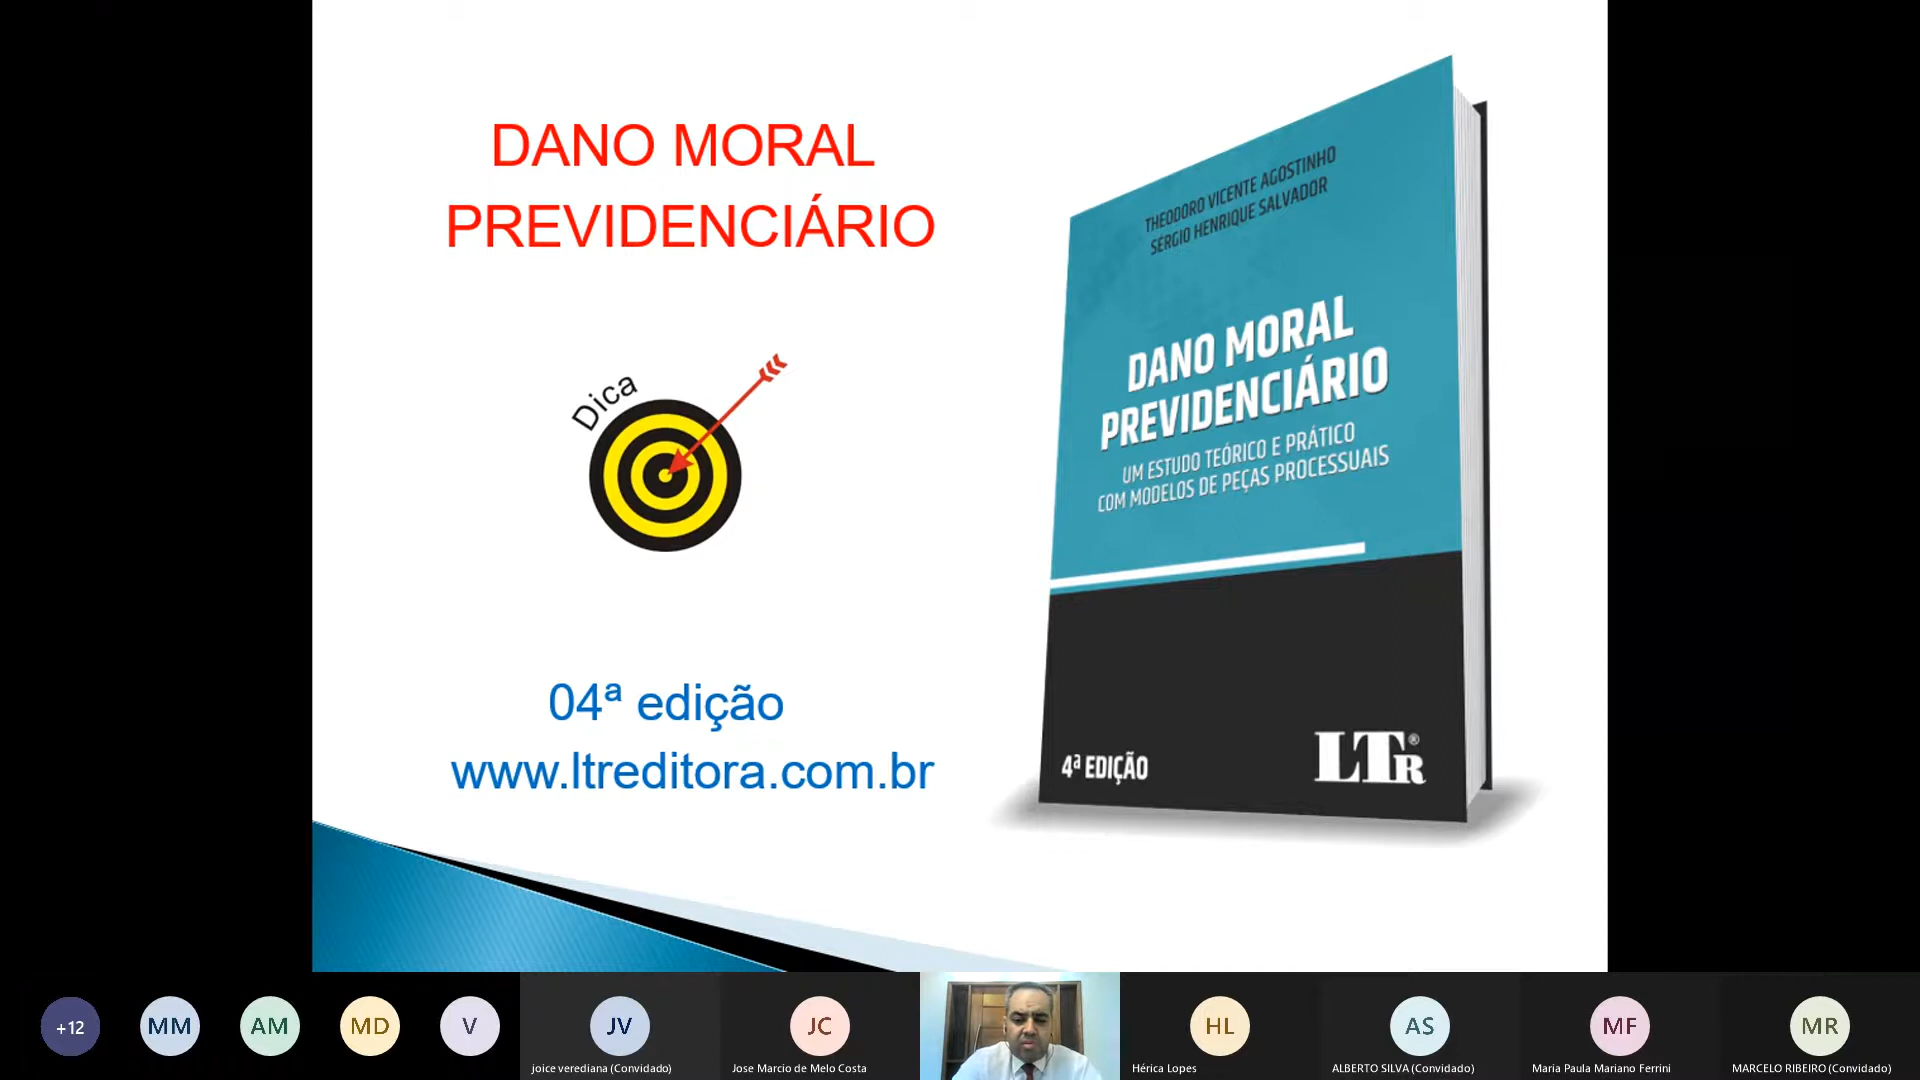 DANO MORAL
PREVIDENCIÁRIO
Dica
04ª edição
www.ltreditora.com.br
THEODORO VICENTE AGOSTINHO
SÉRGIO HENRIQUE SALVADOR
DANO MORAL
PREVIDENCIÁRIO
UM ESTUDO TEÓRICO E PRÁTICO
COM MODELOS DE PEÇAS PROCESSUAIS
4ª EDIÇÃO
LTR®
+12
MM
AM
MD
V
JV
joice verediana (Convidado)
JC
Jose Marcio de Melo Costa
HL
Hérica Lopes
AS
ALBERTO SILVA (Convidado)
MF
Maria Paula Mariano Ferrini
MR
MARCELO RIBEIRO (Convidado)